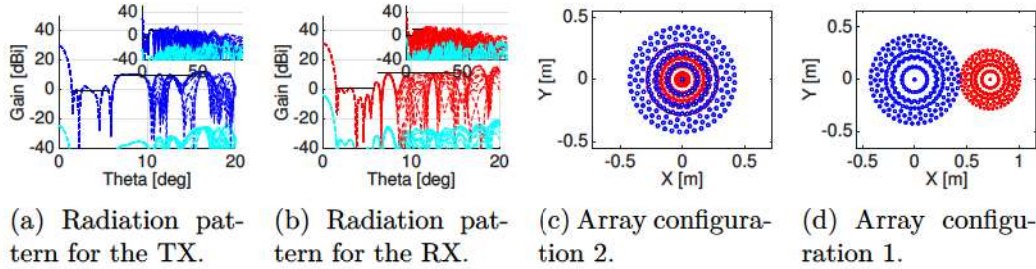 40
20
0
-20
-40
Gain [dBi]
40
0
-40
0
50
0
10
20
Theta [deg]
40
20
0
-20
-40
Gain [dBi]
40
0
-40
0
50
0
10
20
Theta [deg]
0.5
0
-0.5
Y [m]
-0.5
0
0.5
X [m]
0.5
0
-0.5
Y [m]
-0.5
0
0.5
1
X [m]
(a) Radiation pat-
tern for the TX.
(b) Radiation pat-
tern for the RX.
(c) Array configura-
tion 2.
(d) Array configu-
ration 1.